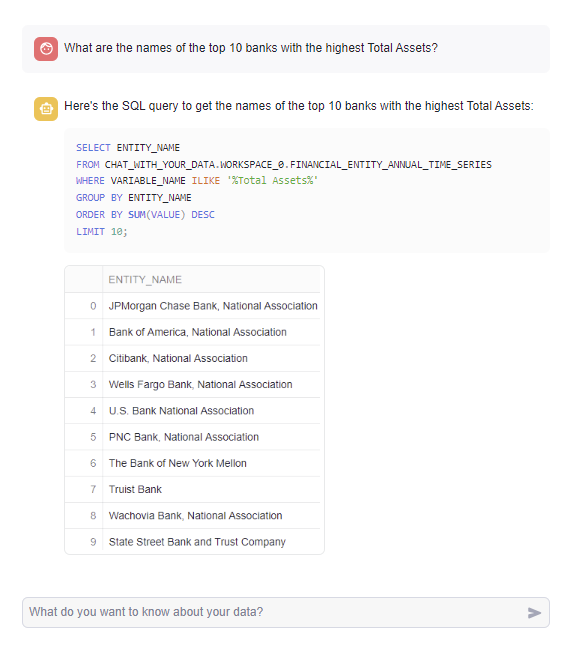 What are the names of the top 10 banks with the highest Total Assets?
Here's the SQL query to get the names of the top 10 banks with the highest Total Assets:
SELECT ENTITY_NAME
FROM CHAT_WITH_YOUR_DATA.WORKSPACE_0.FINANCIAL_ENTITY_ANNUAL_TIME_SERIES
WHERE VARIABLE_NAME ILIKE '%Total Assets%'
GROUP BY ENTITY_NAME
ORDER BY SUM(VALUE) DESC
LIMIT 10;
ENTITY_NAME
0 JPMorgan Chase Bank, National Association
1 Bank of America, National Association
2 Citibank, National Association
3 Wells Fargo Bank, National Association
4 U.S. Bank National Association
5 PNC Bank, National Association
6 The Bank of New York Mellon
7 Truist Bank
8 Wachovia Bank, National Association
9 State Street Bank and Trust Company
What do you want to know about your data?